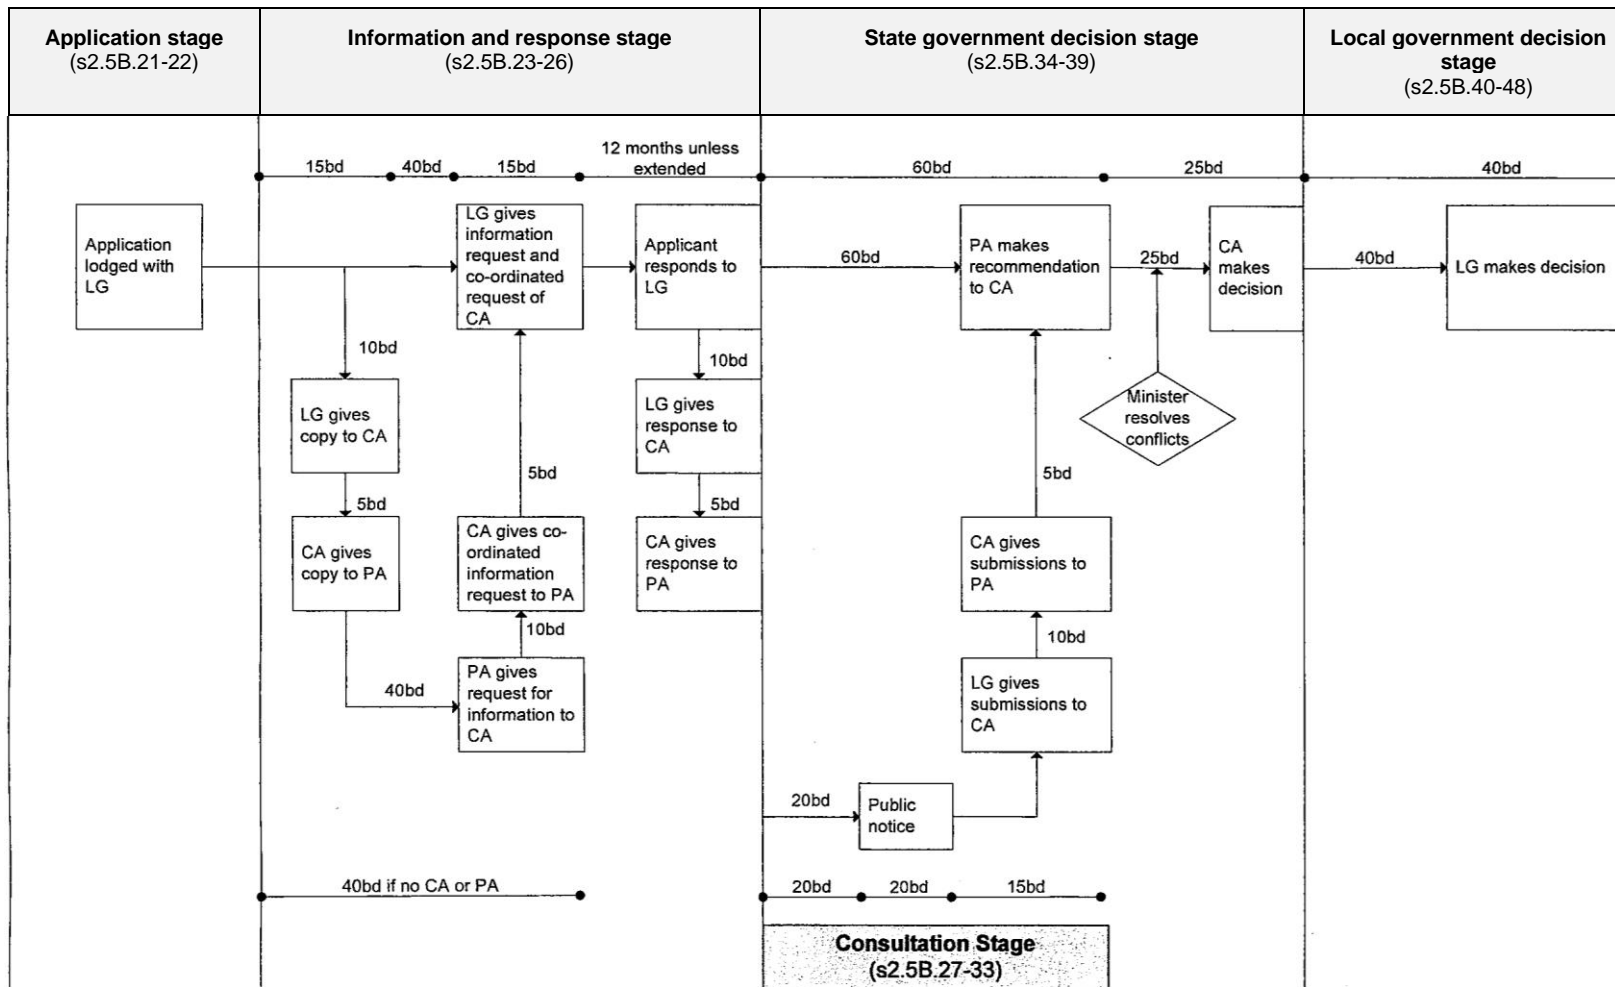 Application stage
(s2.5B.21-22)
Information and response stage
(s2.5B.23-26)
State government decision stage
(s2.5B.34-39)
Local government decision
stage
(s2.5B.40-48)
15bd
40bd
15bd
12 months unless
extended
60bd
25bd
40bd
Application
lodged with
LG
LG gives
information
request and
co-ordinated
request of
CA
Applicant
responds to
LG
60bd
PA makes
recommendation
to CA
25bd
CA
makes
decision
40bd
LG makes decision
10bd
LG gives
copy to CA
5bd
CA gives
copy to PA
40bd
PA gives
request for
information to
CA
10bd
CA gives co-
ordinated
information
request to PA
5bd
10bd
LG gives
response to
CA
5bd
CA gives
response to
PA
Minister
resolves
conflicts
5bd
CA gives
submissions to
PA
10bd
LG gives
submissions to
CA
20bd
Public
notice
40bd if no CA or PA
20bd
20bd
15bd
Consultation Stage
(s2.5B.27-33)